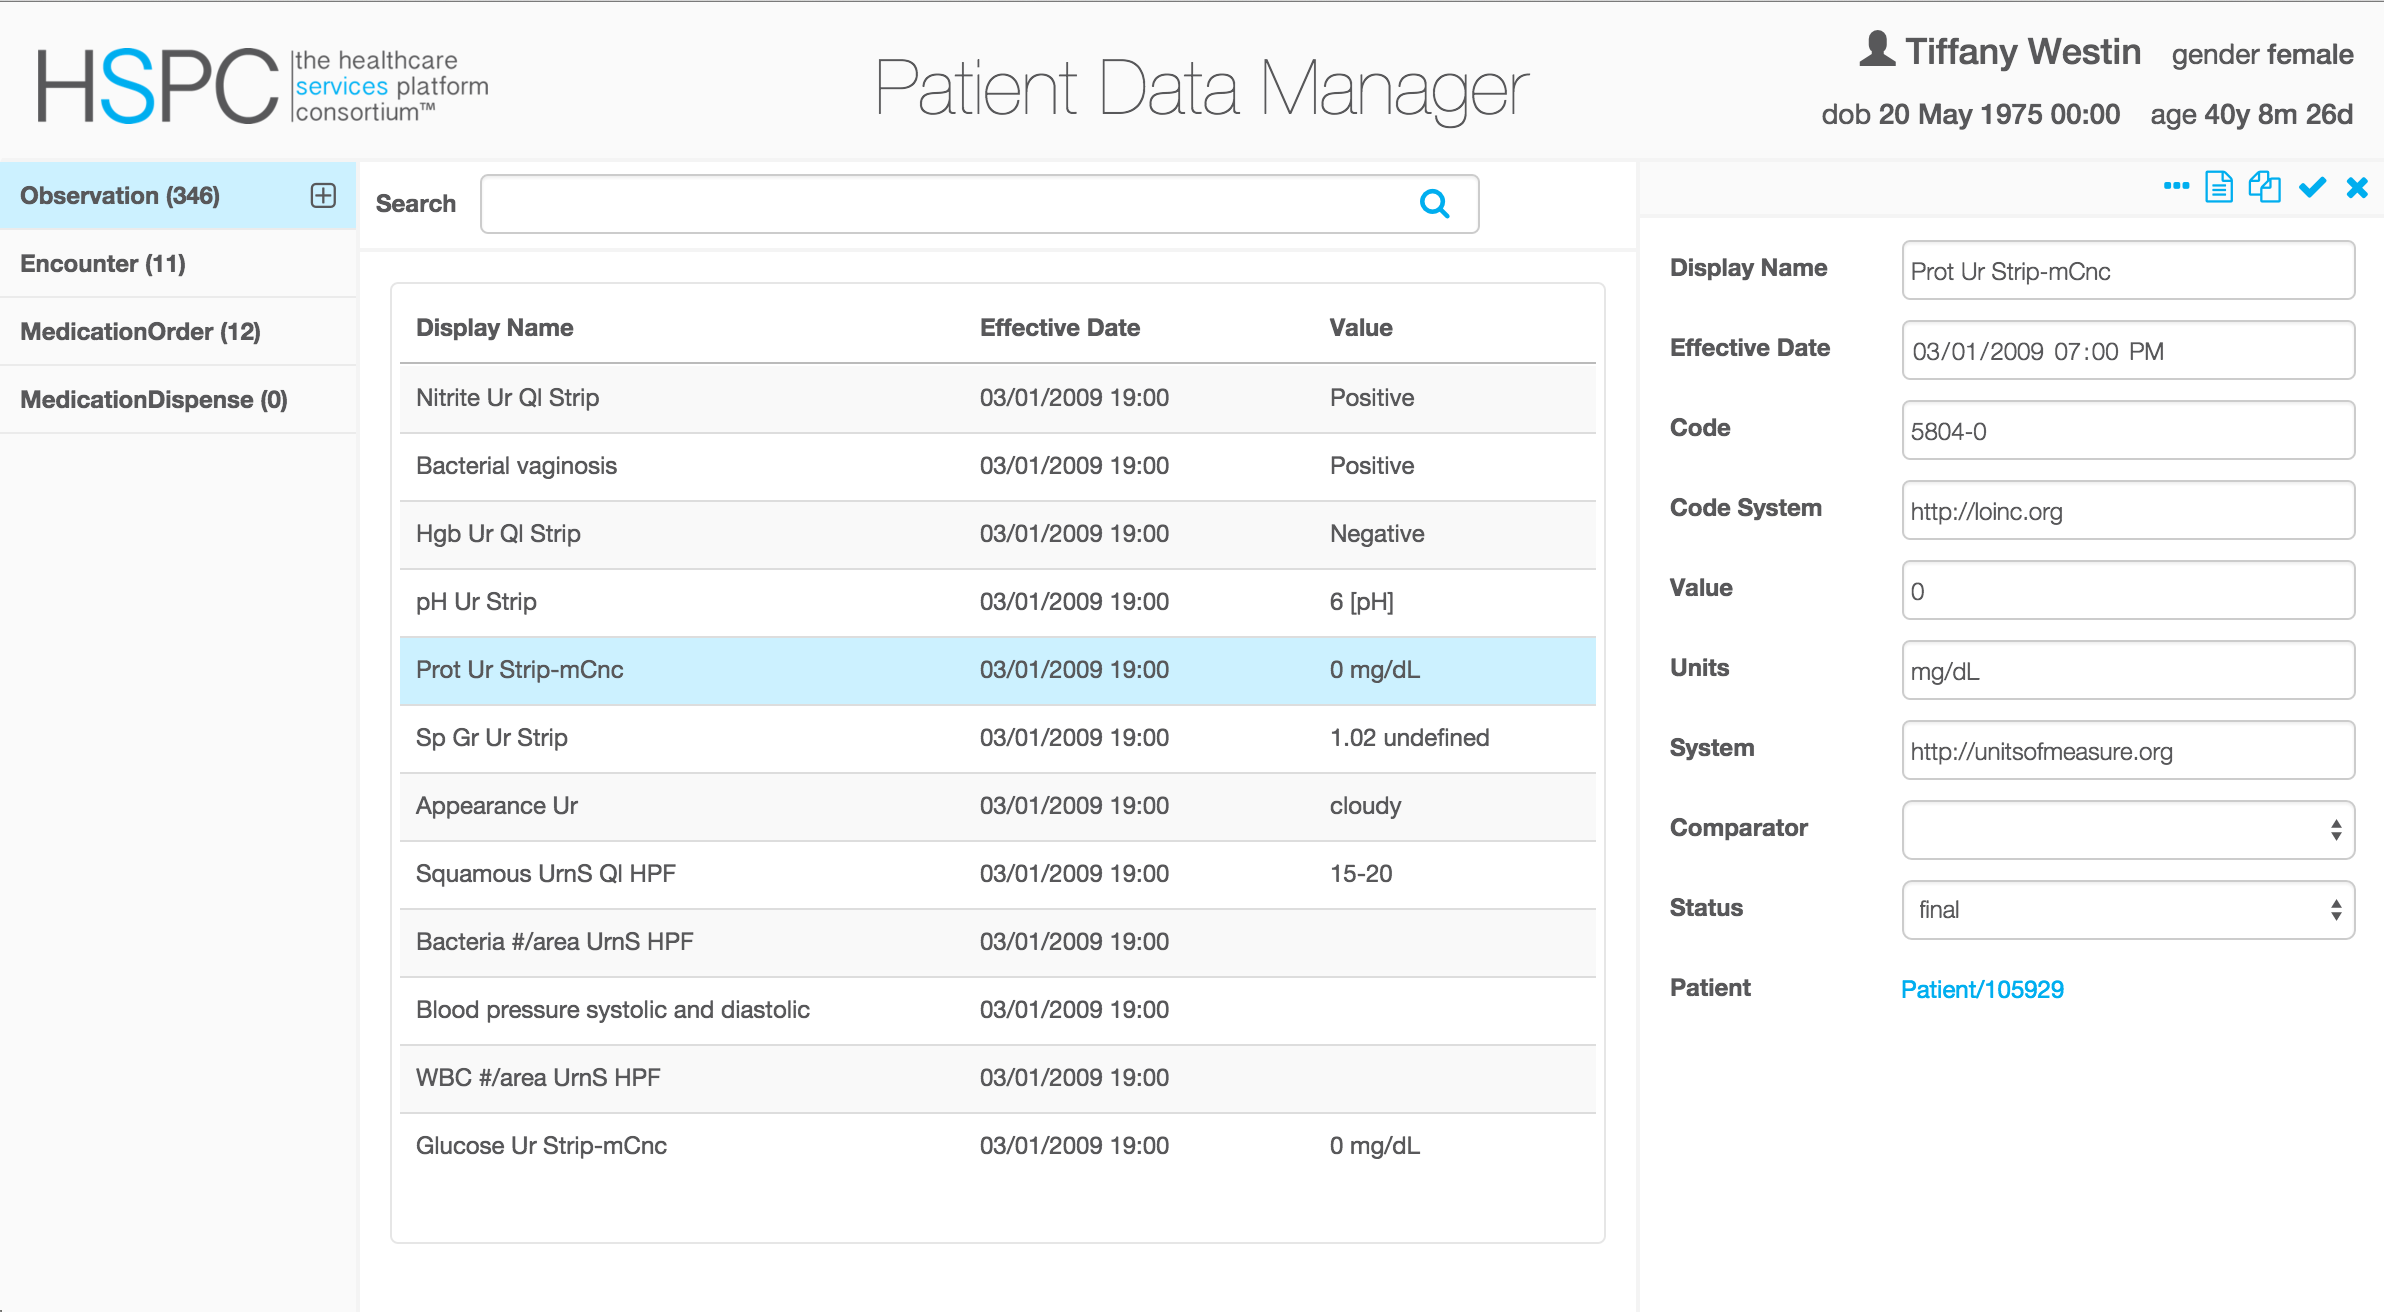 HSPC
the healthcare
services platform
consortium™
Patient Data Manager
Tiffany Westin gender female
dob 20 May 1975 00:00 age 40y 8m 26d
Observation (346)
Encounter (11)
MedicationOrder (12)
MedicationDispense (0)
Search
Display Name Effective Date Value
Nitrite Ur Ql Strip 03/01/2009 19:00 Positive
Bacterial vaginosis 03/01/2009 19:00 Positive
Hgb Ur Ql Strip 03/01/2009 19:00 Negative
pH Ur Strip 03/01/2009 19:00 6 [pH]
Prot Ur Strip-mCnc 03/01/2009 19:00 0 mg/dL
Sp Gr Ur Strip 03/01/2009 19:00 1.02 undefined
Appearance Ur 03/01/2009 19:00 cloudy
Squamous UrnS Ql HPF 03/01/2009 19:00 15-20
Bacteria #/area UrnS HPF 03/01/2009 19:00
Blood pressure systolic and diastolic 03/01/2009 19:00
WBC #/area UrnS HPF 03/01/2009 19:00
Glucose Ur Strip-mCnc 03/01/2009 19:00 0 mg/dL
Display Name Prot Ur Strip-mCnc
Effective Date 03/01/2009 07:00 PM
Code 5804-0
Code System http://loinc.org
Value 0
Units mg/dL
System http://unitsofmeasure.org
Comparator
Status final
Patient Patient/105929